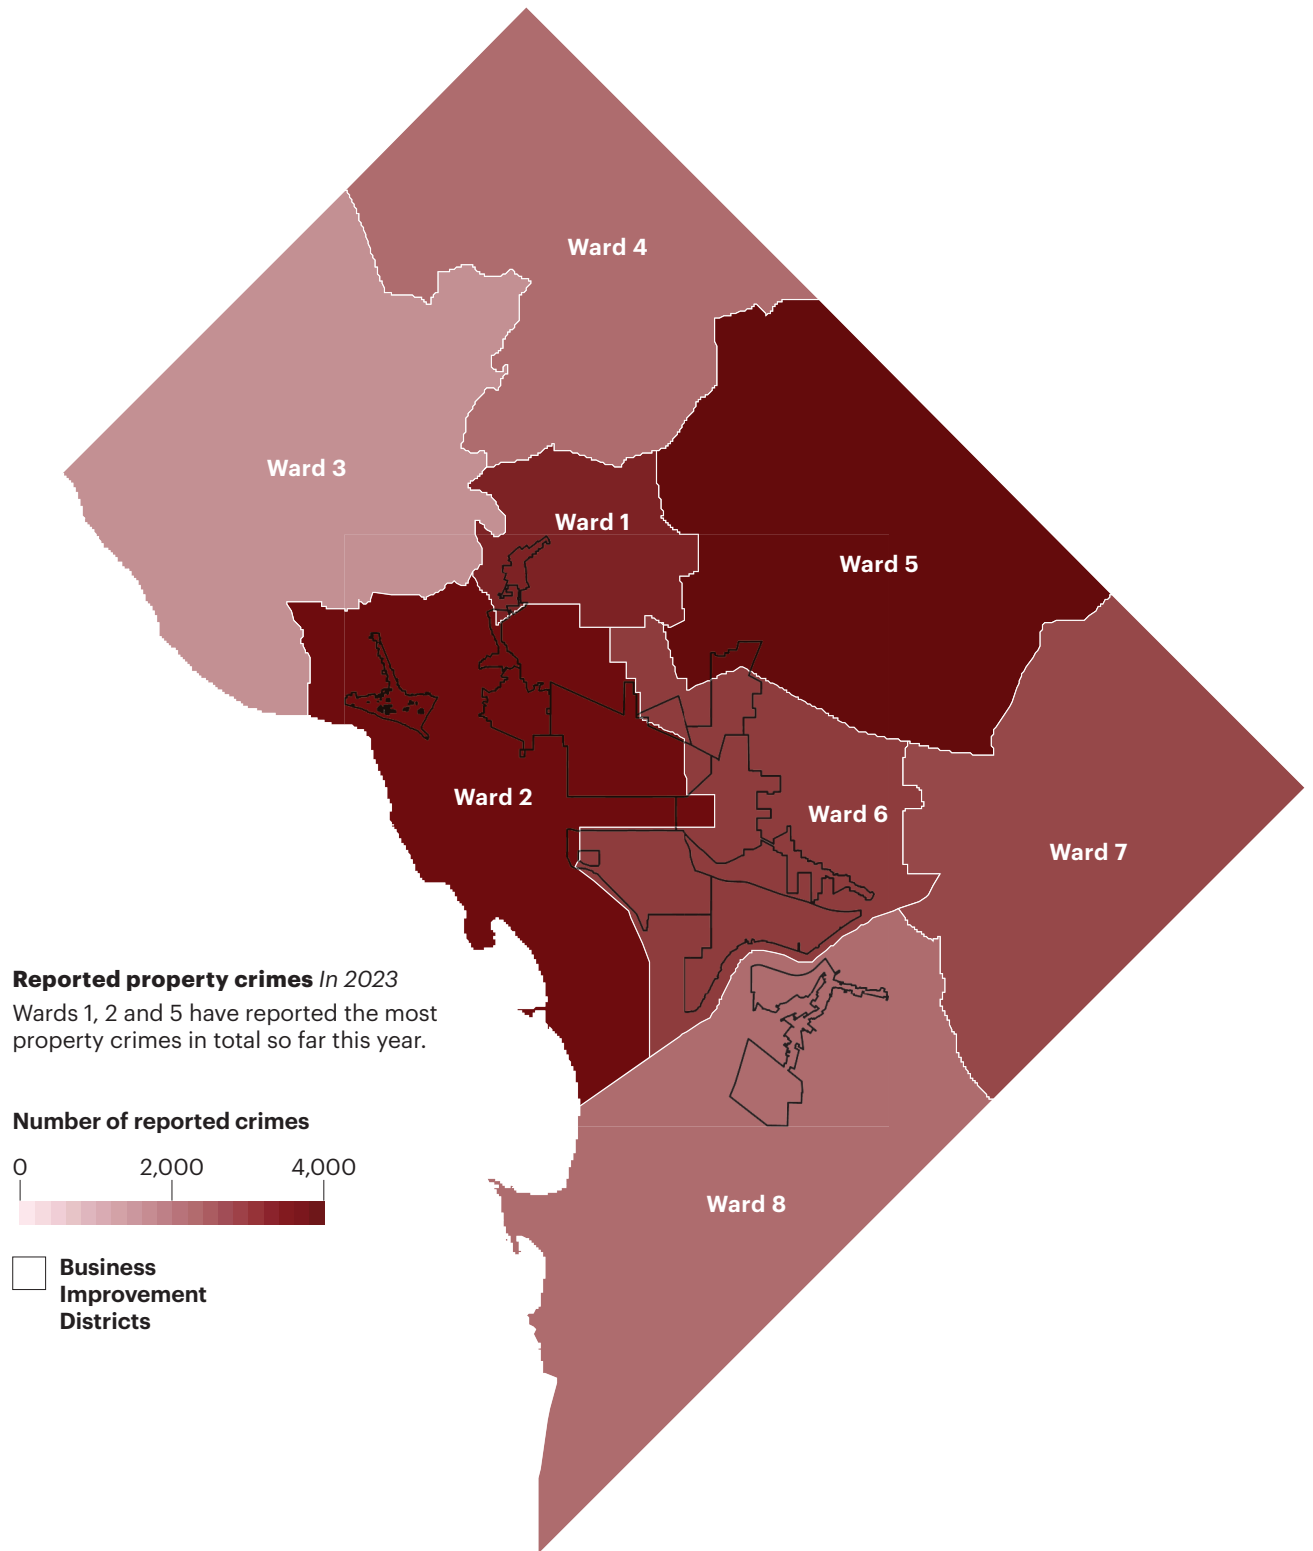 Ward 4
Ward 3
Ward 1
Ward 5
Ward 2
Ward 6
Ward 7
Reported property crimes In 2023
Wards 1, 2 and 5 have reported the most
property crimes in total so far this year.
Number of reported crimes
0 2,000 4,000
Ward 8
Business
Improvement
Districts